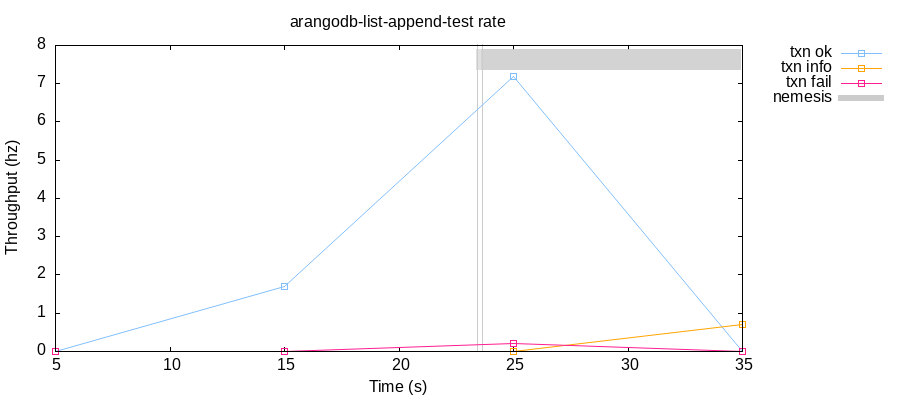 arangodb-list-append-test rate
txn ok
txn info
txn fail
nemesis
Throughput (hz)
8
7
6
5
4
3
2
1
0
5 10 15 20 25 30 35
Time (s)